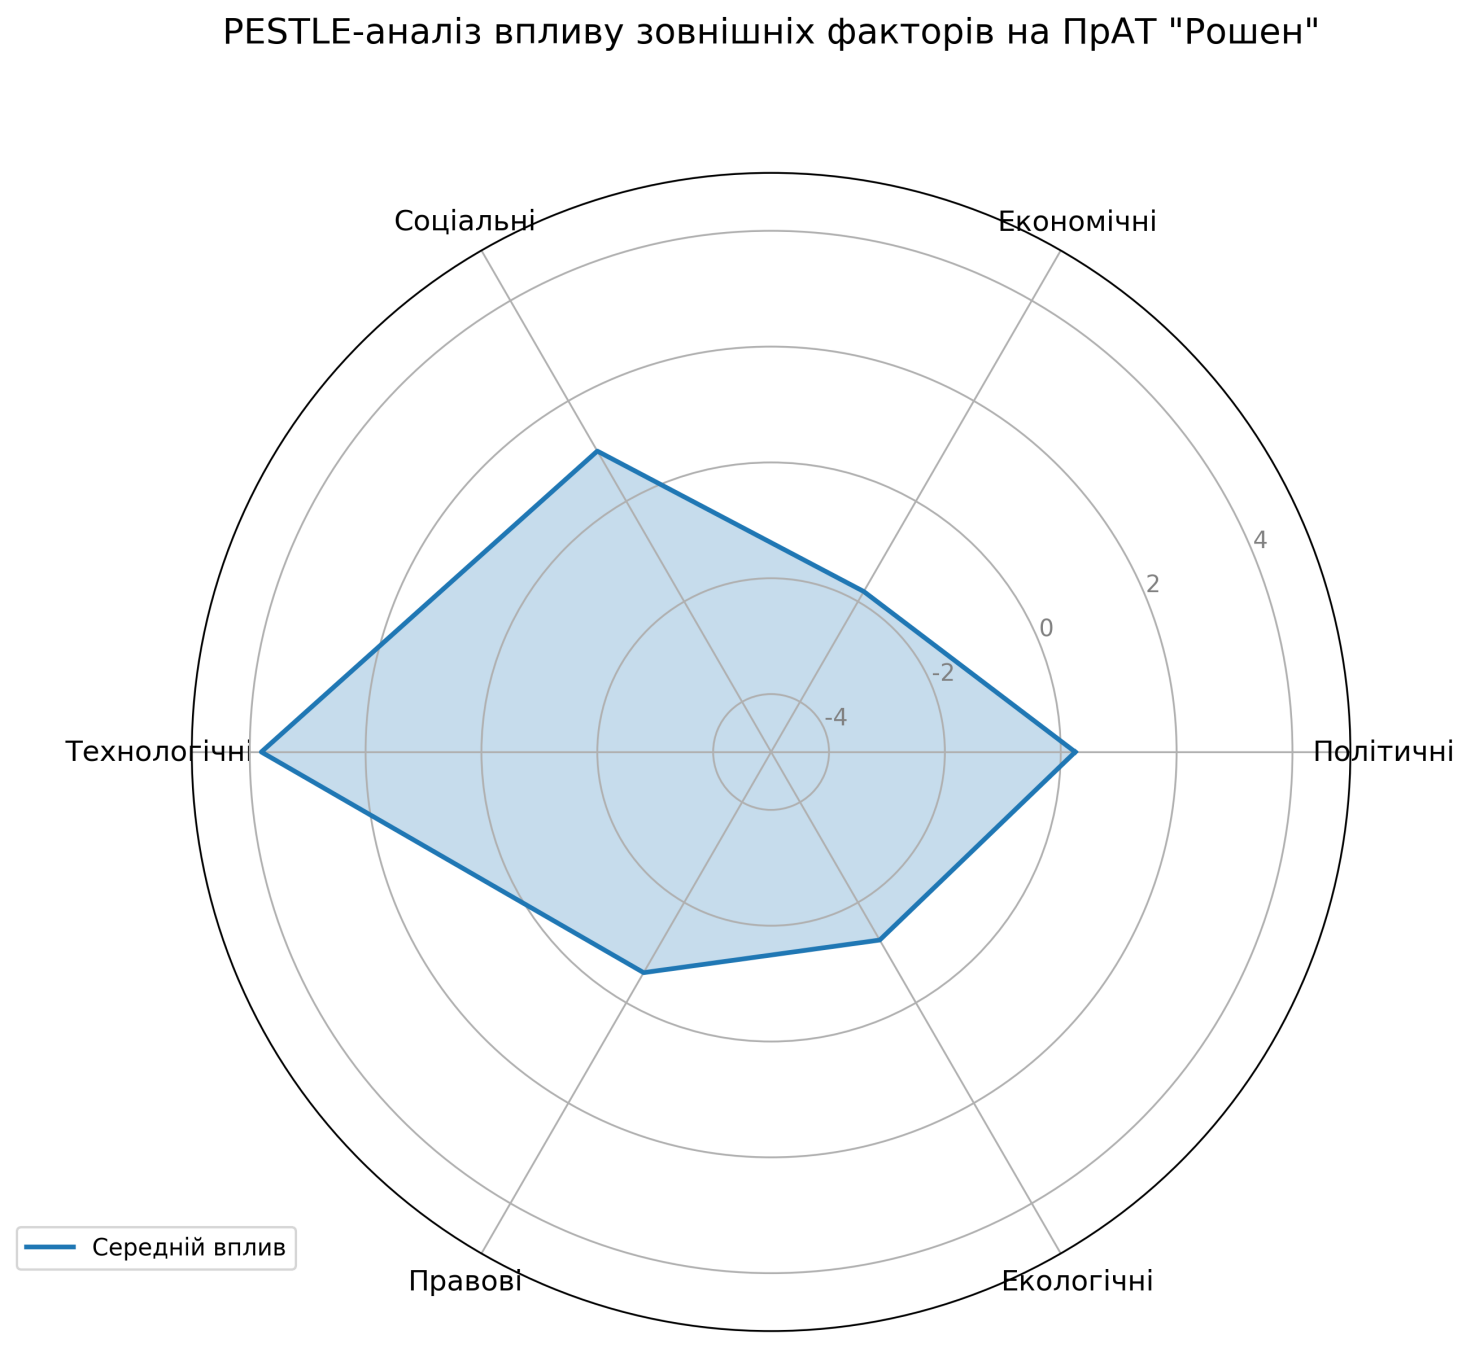 PESTLE-аналіз впливу зовнішніх факторів на ПрАТ "Рошен"
Соціальні
Економічні
4
2
0
-2
-4
Технологічні
Політичні
Середній вплив
Правові
Екологічні